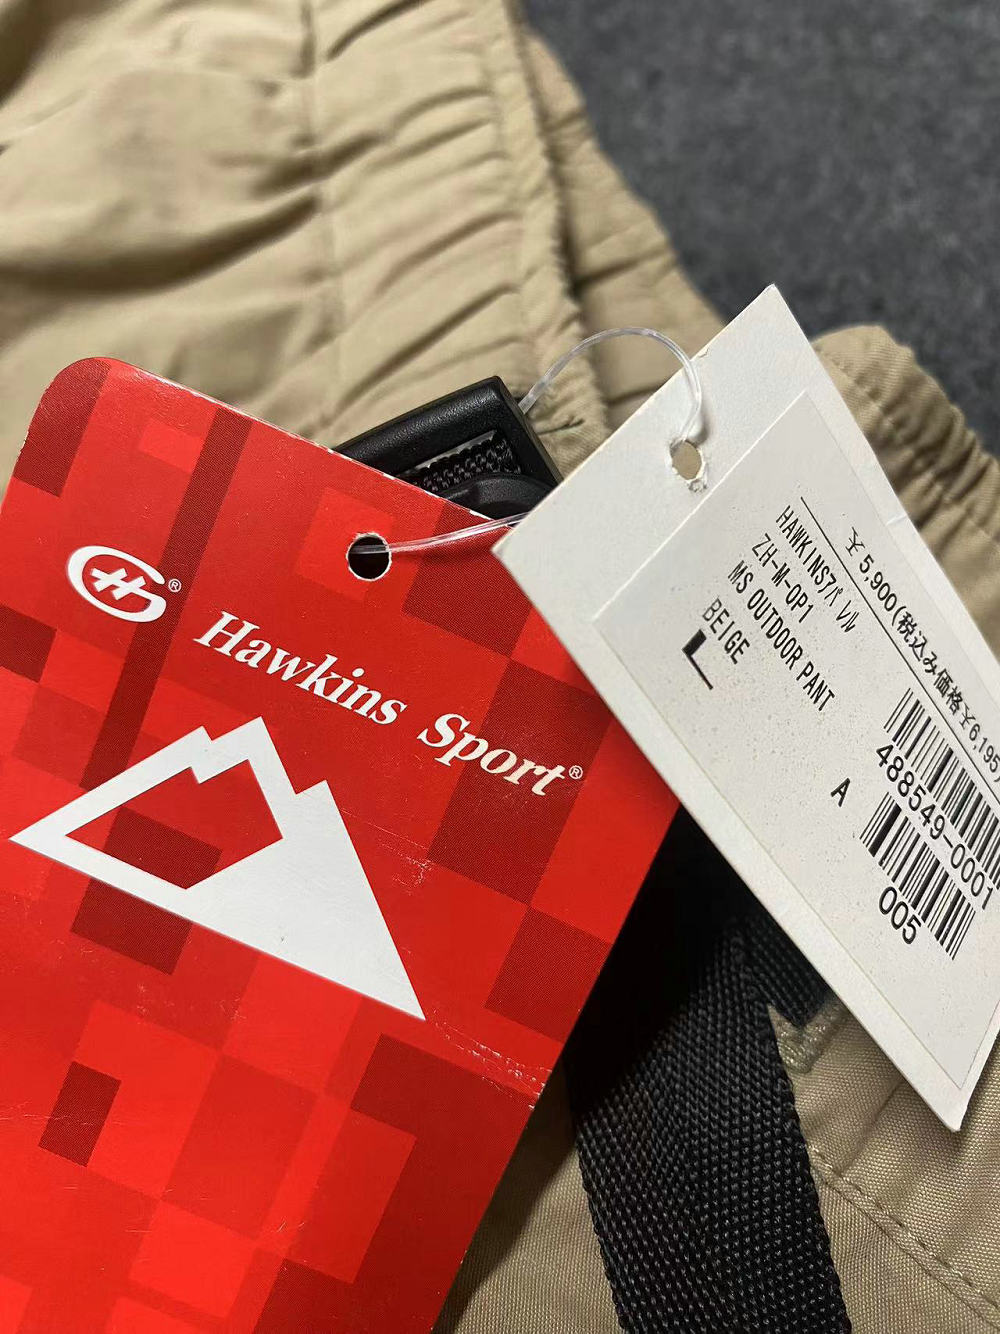 GH®
Hawkins Sport®
¥5,900(税込み価格¥6,195)
HAWKINSアパレル
ZH-M-OP1
MS OUTDOOR PANT
BEIGE
L
488549-0001
A
005